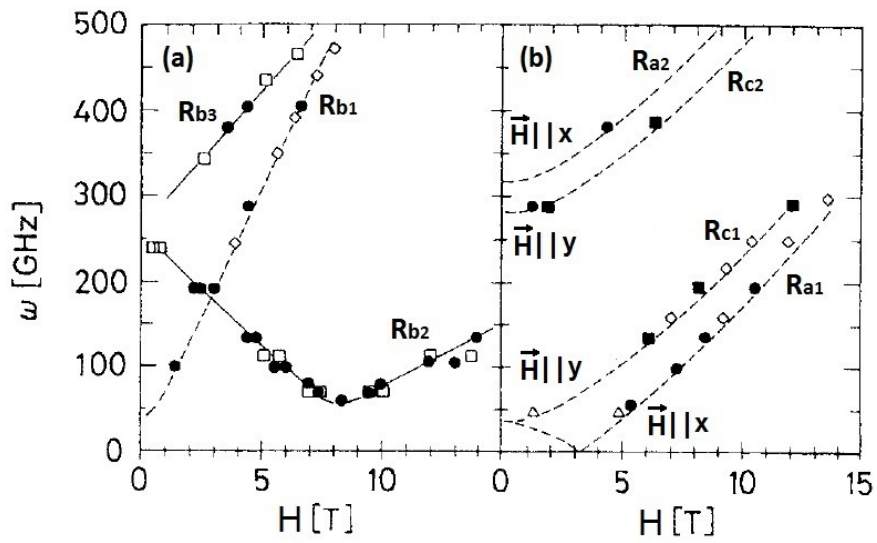 500
400
300
200
100
0
ω [GHz]
(a)
Rb3
Rb1
Rb2
0
5
10
H [T]
(b)
Ra2
Rc2
H⃗||x
H⃗||y
Rc1
Ra1
H⃗||y
H⃗||x
0
5
10
15
H [T]